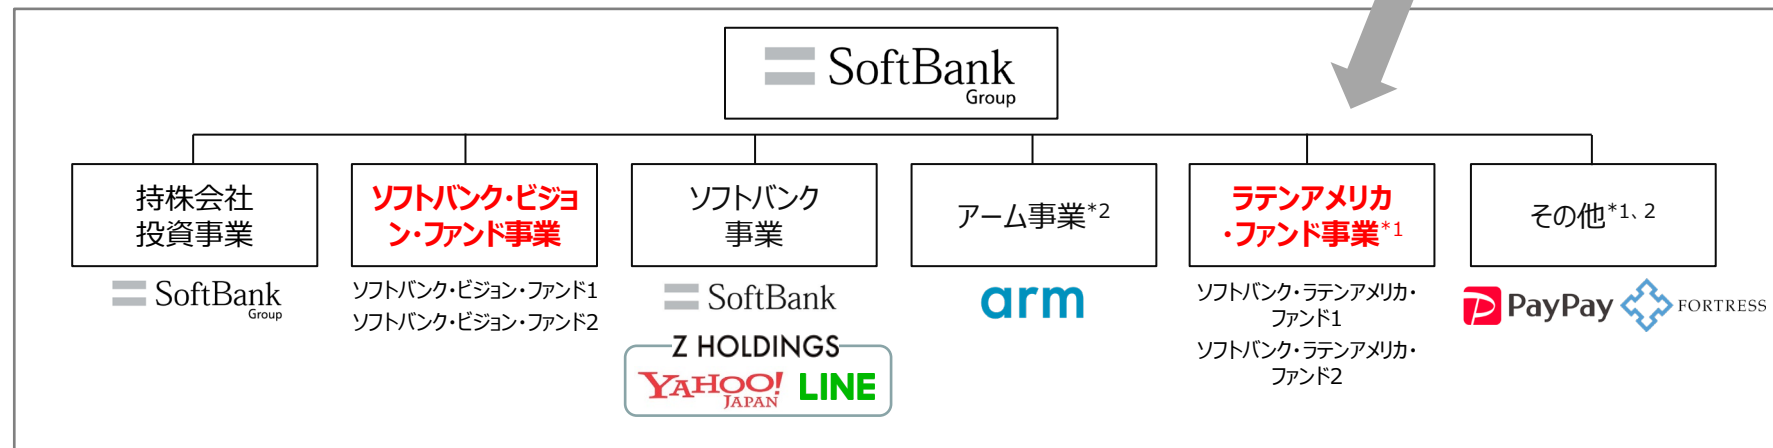 SoftBank
Group
持株会社
投資事業
ソフトバンク・ビジョ
ン・ファンド事業
ソフトバンク
事業
アーム事業*2
ラテンアメリカ
・ファンド事業*1
その他*1、2
SoftBank
Group
ソフトバンク・ビジョン・ファンド1
ソフトバンク・ビジョン・ファンド2
SoftBank
Z HOLDINGS
YAHOO!
JAPAN
LINE
arm
ソフトバンク・ラテンアメリカ・
ファンド1
ソフトバンク・ラテンアメリカ・
ファンド2
PayPay
FORTRESS